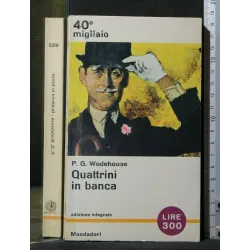 40°
migliaio
P. G. Wodehouse
Quattrini
in banca
edizione integrale
LIRE
300
Mondadori